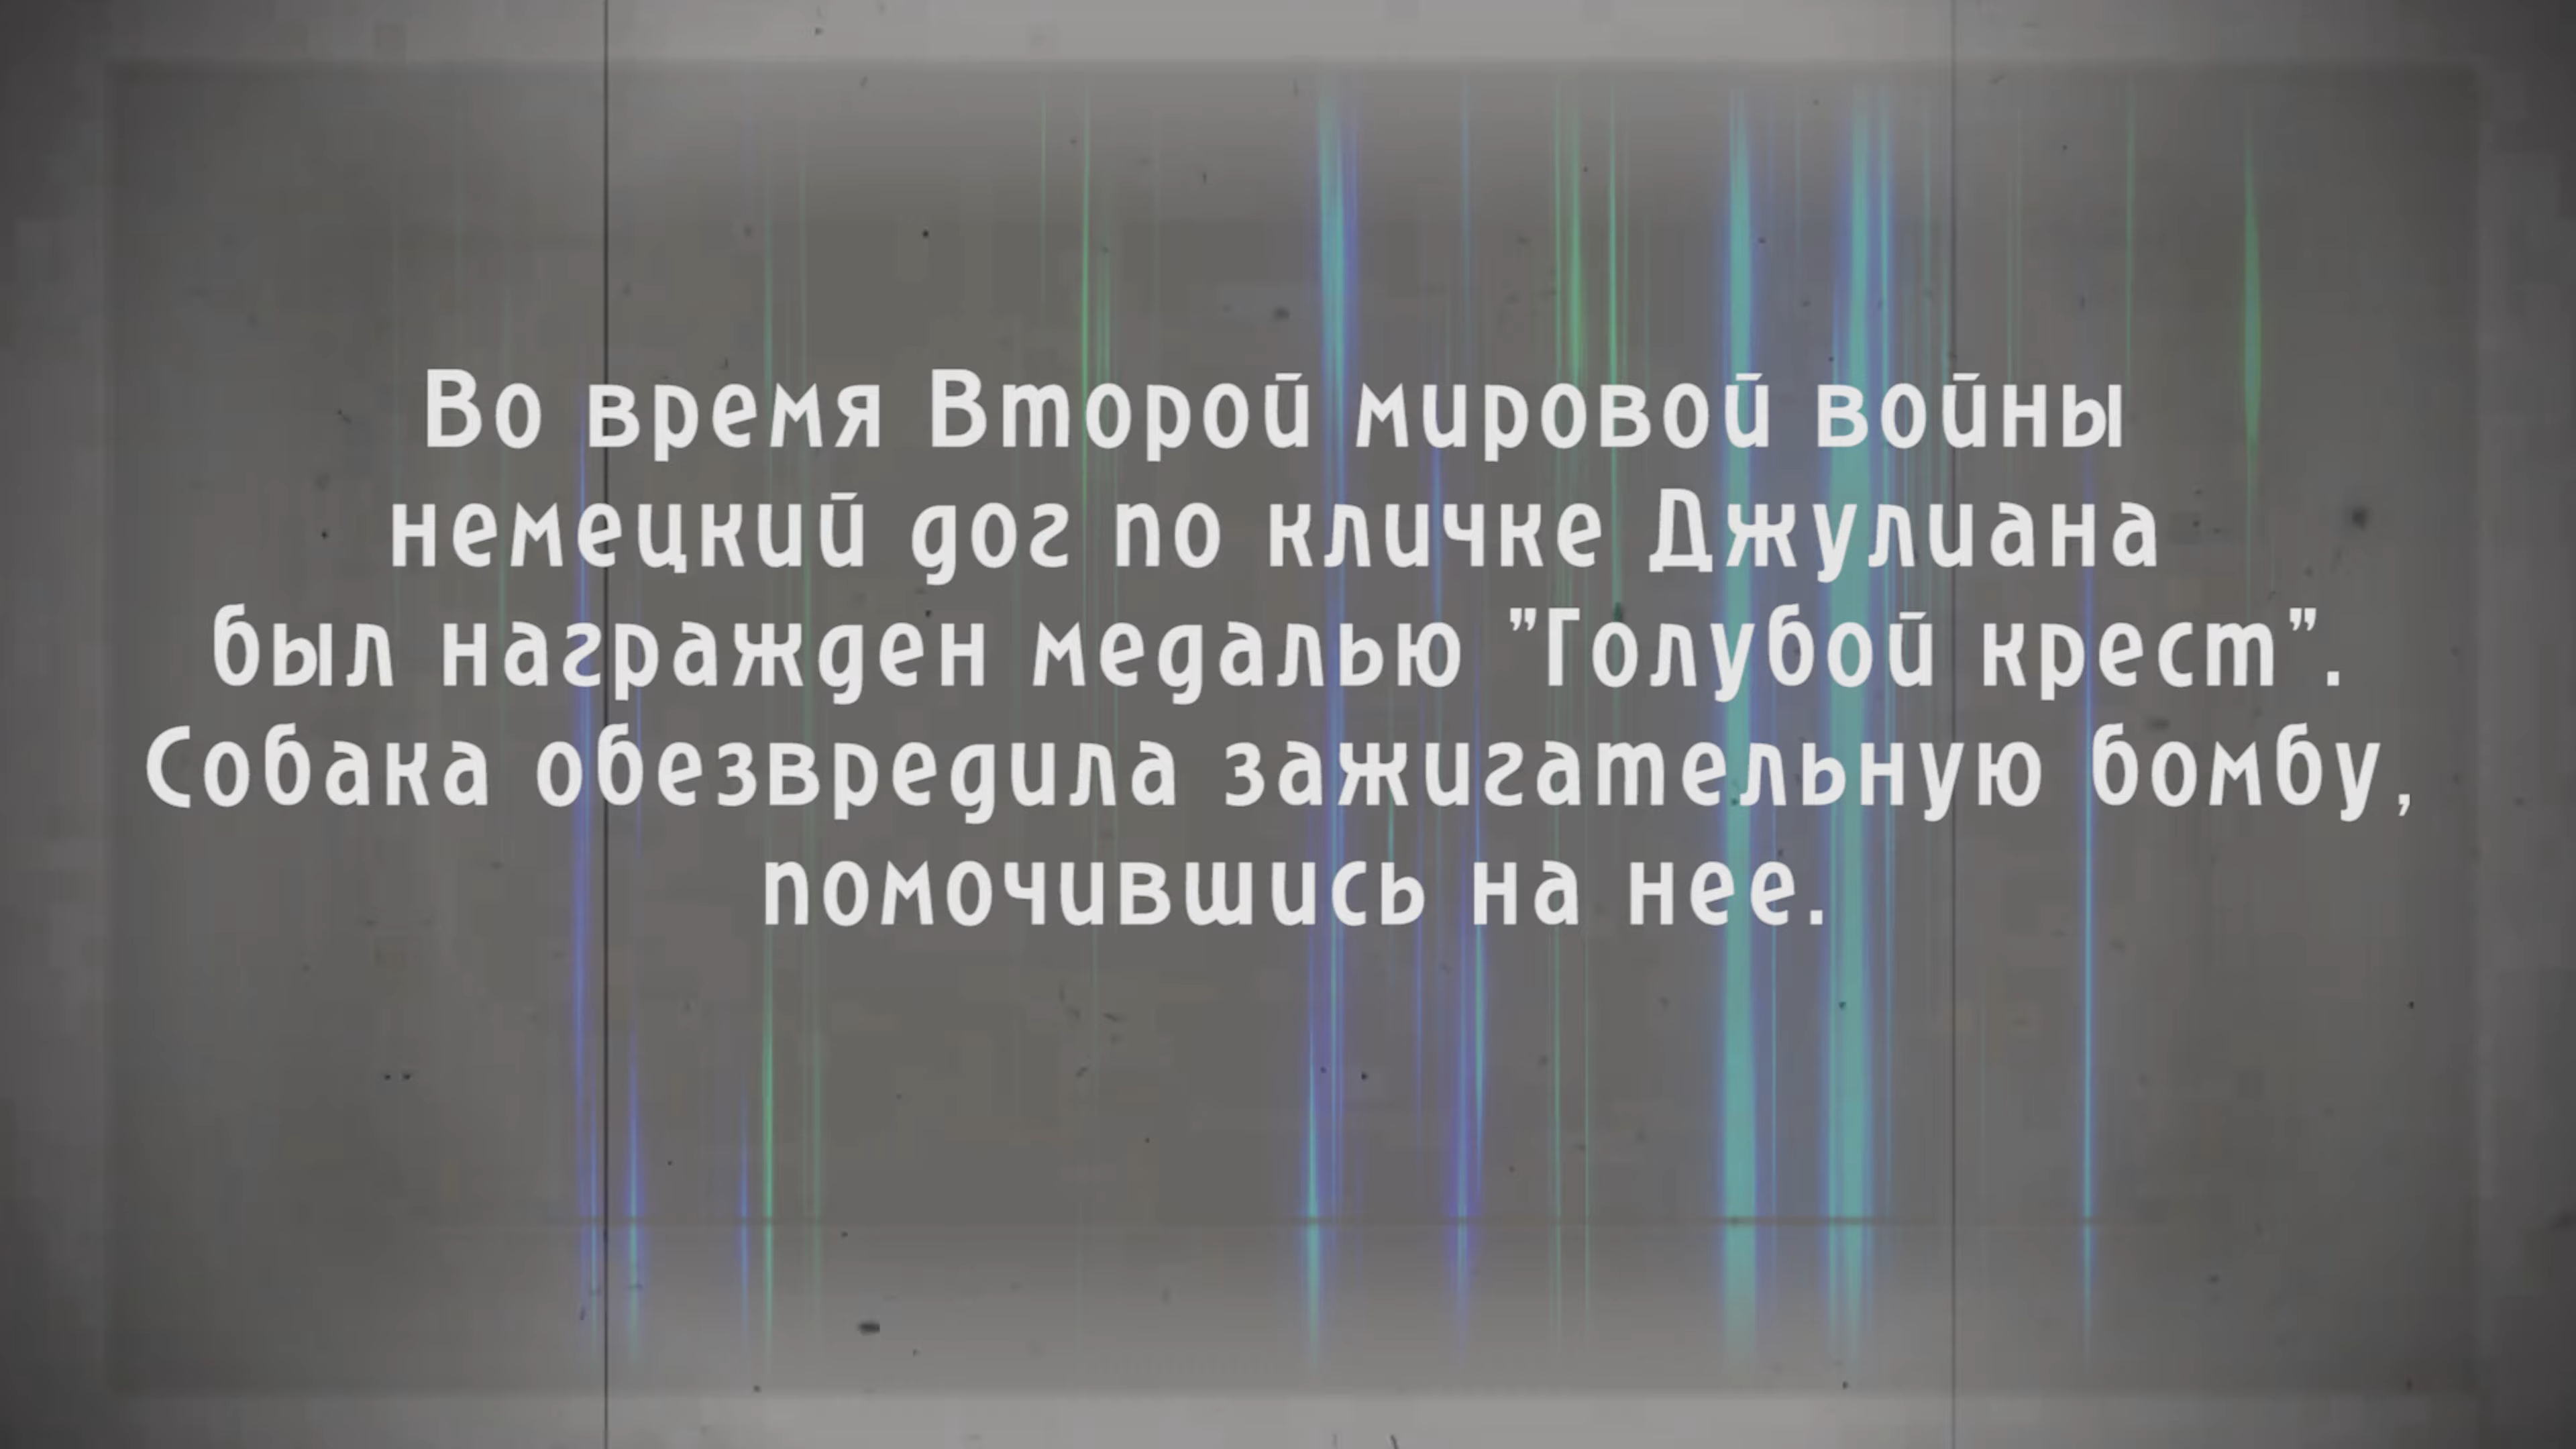 Во время Второй мировой войны
немецкий дог по кличке Джулиана
был награжден медалью "Голубой крест".
Собака обезвредила зажигательную бомбу,
помочившись на нее.